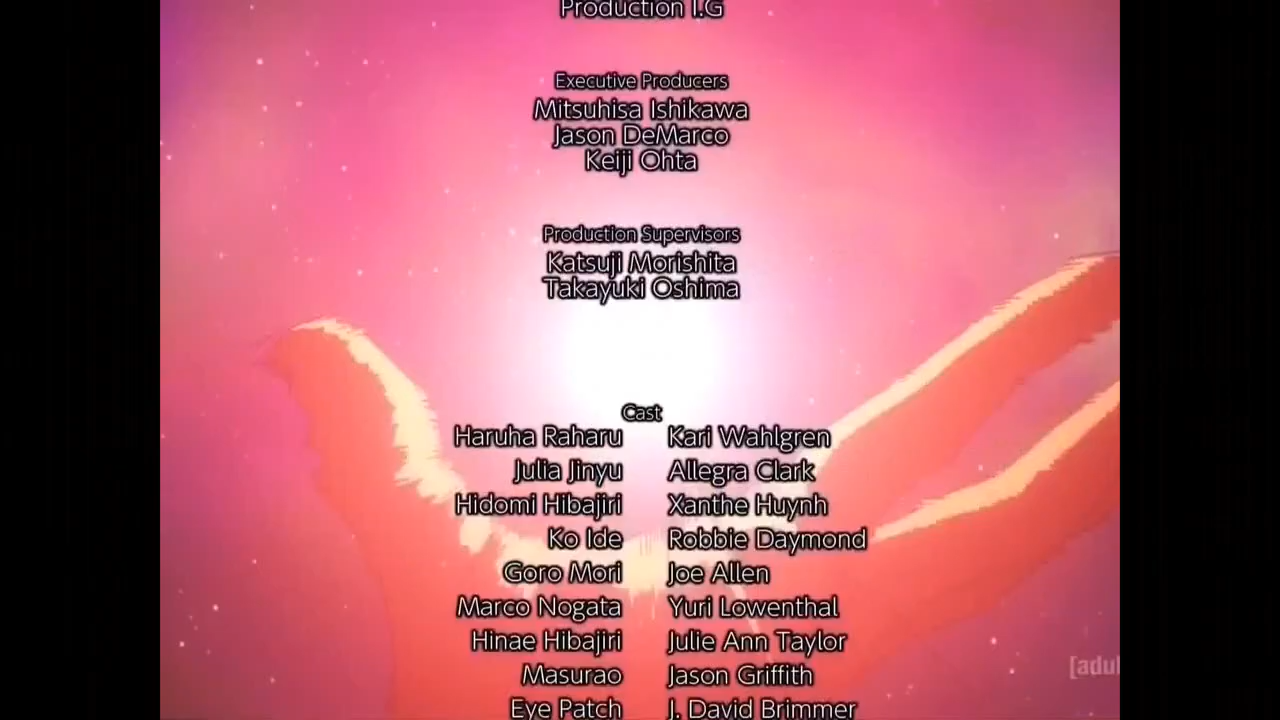 Production I.G
Executive Producers
Mitsuhisa Ishikawa
Jason DeMarco
Keiji Ohta
Production Supervisors
Katsuji Morishita
Takayuki Oshima
Cast
Haruha Raharu Kari Wahlgren
Julia Jinyu Allegra Clark
Hidomi Hibajiri Xanthe Huynh
Ko Ide Robbie Daymond
Goro Mori Joe Allen
Marco Nogata Yuri Lowenthal
Hinae Hibajiri Julie Ann Taylor
[adul
Masurao Jason Griffith
Eye Patch J. David Brimmer